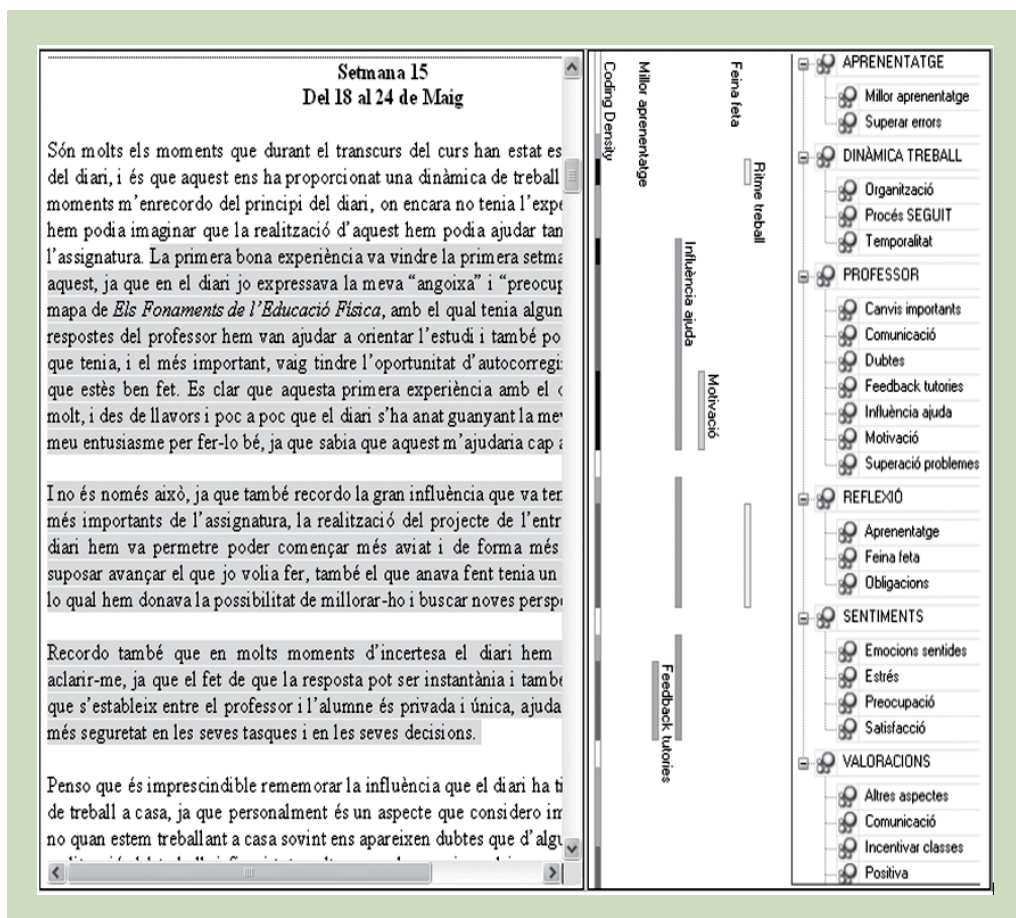 Setmana 15
Del 18 al 24 de Maig
Són molts els moments que durant el transcurs del curs han estat es
del diari, i és que aquest ens ha proporcionat una dinàmica de treball
moments m'enrecordo del principi del diari, on encara no tenia l'expe
hem podia imaginar que la realització d'aquest hem podia ajudar tan
l'assignatura. La primera bona experiència va vindre la primera setma
aquest, ja que en el diari jo expressava la meva “angoixa” i “preocup
mapa de Els Fonaments de l'Educació Física, amb el qual tenia algun
respostes del professor hem van ajudar a orientar l'estudi i també po
que tenia, i el més important, vaig tindre l'oportunitat d'autocorregi
que estès ben fet. Es clar que aquesta primera experiència amb el
molt, i des de llavors i poc a poc que el diari s'ha anat guanyant la me
meu entusiasme per fer-lo bé, ja que sabia que aquest m'ajudaria cap a
I no és només això, ja que també recordo la gran influència que va ter
més importants de l'assignatura, la realització del projecte de l'entr
diari hem va permetre poder començar més aviat i de forma més
suposar avançar el que jo volia fer, també el que anava fent tenia un
lo qual hem donava la possibilitat de millorar-ho i buscar noves persp
Recordo també que en molts moments d'incertesa el diari hem
aclarir-me, ja que el fet de que la resposta pot ser instantània i també
que s'estableix entre el professor i l'alumne és privada i única, ajuda
més seguretat en les seves tasques i en les seves decisions.
Penso que és imprescindible rememorar la influència que el diari ha ti
de treball a casa, ja que personalment és un aspecte que considero im
no quan estem treballant a casa sovint ens apareixen dubtes que d'algu
Coding Density
Millor aprenentatge
Feina feta
Ritme treball
Influència ajuda
Motivació
Feedback tutories
APRENENTATGE
Millor aprenentatge
Superar errors
DINÀMICA TREBALL
Organització
Procés SEGUIT
Temporalitat
PROFESSOR
Canvis importants
Comunicació
Dubtes
Feedback tutories
Influència ajuda
Motivació
Superació problemes
REFLEXIÓ
Aprenentatge
Feina feta
Obligacions
SENTIMENTS
Emocions sentides
Estrés
Preocupació
Satisfacció
VALORACIONS
Altres aspectes
Comunicació
Incentivar classes
Positiva